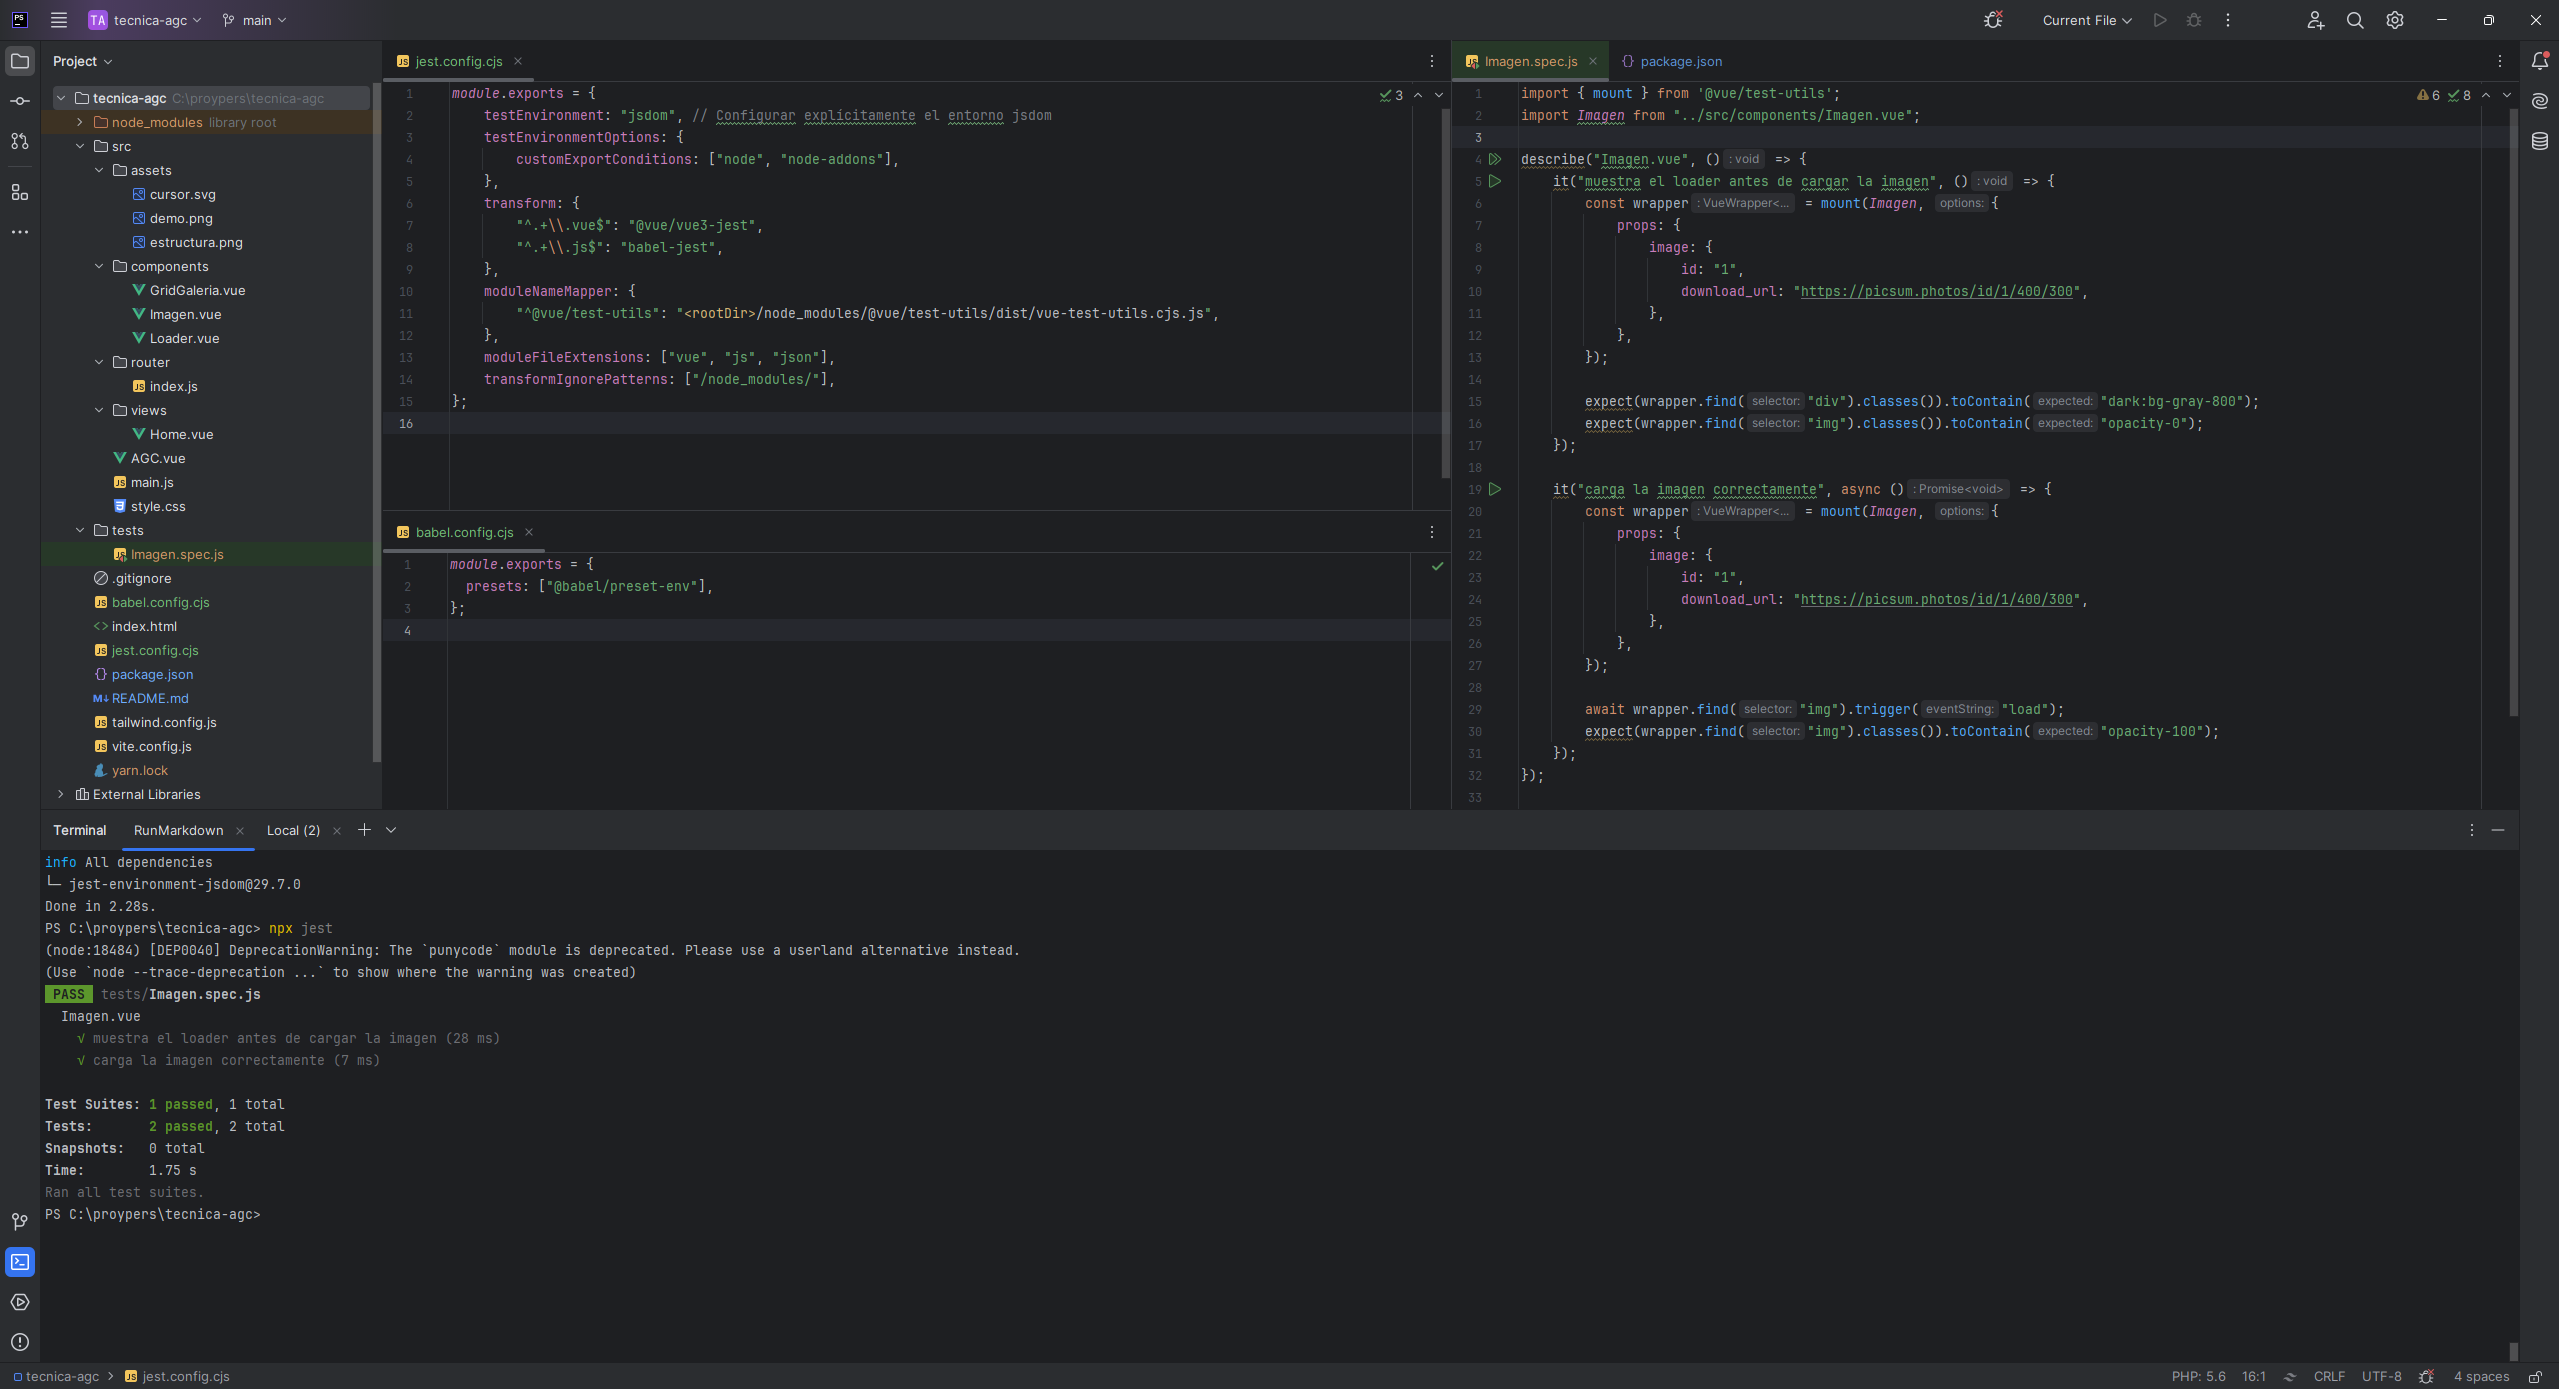 PS
TA tecnica-agc main
Current File
Project
tecnica-agc C:\proypers\tecnica-agc
node_modules library root
src
assets
cursor.svg
demo.png
estructura.png
components
GridGaleria.vue
Imagen.vue
Loader.vue
router
index.js
views
Home.vue
AGC.vue
main.js
style.css
tests
Imagen.spec.js
.gitignore
babel.config.cjs
index.html
jest.config.cjs
package.json
README.md
tailwind.config.js
vite.config.js
yarn.lock
External Libraries
jest.config.cjs
3
1 module.exports = {
2 testEnvironment: "jsdom", // Configurar explicitamente el entorno jsdom
3 testEnvironmentOptions: {
4 customExportConditions: ["node", "node-addons"],
5 },
6 transform: {
7 "^.+\\.vue$": "@vue/vue3-jest",
8 "^.+\\.js$": "babel-jest",
9 },
10 moduleNameMapper: {
11 "^@vue/test-utils": "<rootDir>/node_modules/@vue/test-utils/dist/vue-test-utils.cjs.js",
12 },
13 moduleFileExtensions: ["vue", "js", "json"],
14 transformIgnorePatterns: ["/node_modules/"],
15 };
16
babel.config.cjs
1 module.exports = {
2 presets: ["@babel/preset-env"],
3 };
4
Imagen.spec.js package.json
6 8
1 import { mount } from '@vue/test-utils';
2 import Imagen from "../src/components/Imagen.vue";
3
4 describe("Imagen.vue", () : void => {
5 it("muestra el loader antes de cargar la imagen", () : void => {
6 const wrapper : VueWrapper<... = mount(Imagen, options: {
7 props: {
8 image: {
9 id: "1",
10 download_url: "https://picsum.photos/id/1/400/300",
11 },
12 },
13 });
14
15 expect(wrapper.find( selector: "div").classes()).toContain( expected: "dark:bg-gray-800");
16 expect(wrapper.find( selector: "img").classes()).toContain( expected: "opacity-0");
17 });
18
19 it("carga la imagen correctamente", async () : Promise<void> => {
20 const wrapper : VueWrapper<... = mount(Imagen, options: {
21 props: {
22 image: {
23 id: "1",
24 download_url: "https://picsum.photos/id/1/400/300",
25 },
26 },
27 });
28
29 await wrapper.find( selector: "img").trigger( eventString: "load");
30 expect(wrapper.find( selector: "img").classes()).toContain( expected: "opacity-100");
31 });
32 });
33
Terminal RunMarkdown Local (2)
info All dependencies
└─ jest-environment-jsdom@29.7.0
Done in 2.28s.
PS C:\proypers\tecnica-agc> npx jest
(node:18484) [DEP0040] DeprecationWarning: The `punycode` module is deprecated. Please use a userland alternative instead.
(Use `node --trace-deprecation ...` to show where the warning was created)
PASS tests/Imagen.spec.js
Imagen.vue
√ muestra el loader antes de cargar la imagen (28 ms)
√ carga la imagen correctamente (7 ms)
Test Suites: 1 passed, 1 total
Tests: 2 passed, 2 total
Snapshots: 0 total
Time: 1.75 s
Ran all test suites.
PS C:\proypers\tecnica-agc>
tecnica-agc > jest.config.cjs
PHP: 5.6 16:1 CRLF UTF-8 4 spaces